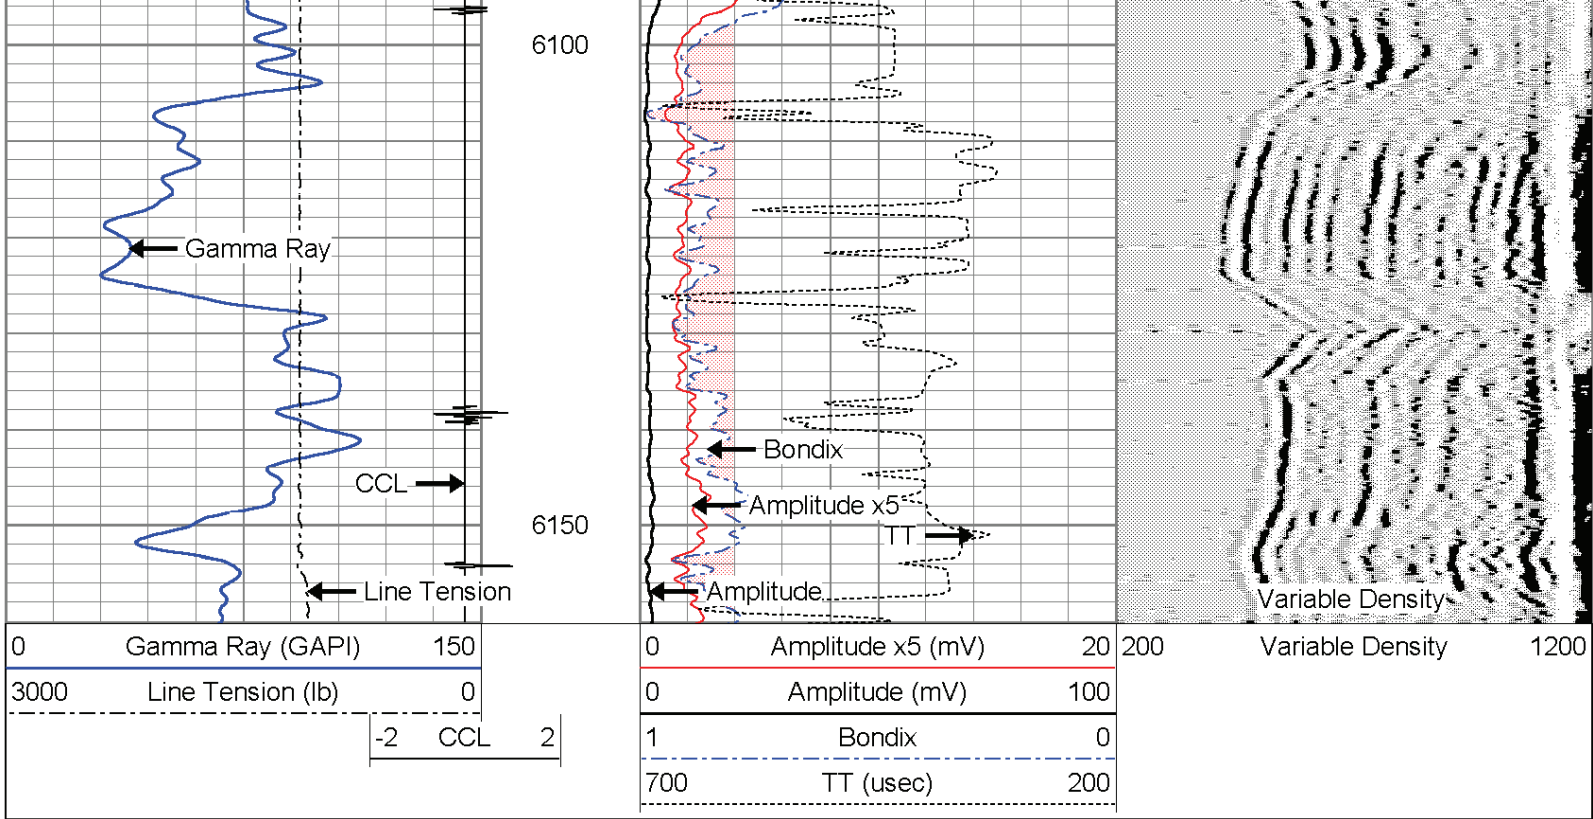 6100
Gamma Ray
Bondix
CCL
Amplitude x5
6150
TT
Line Tension
Amplitude
Variable Density
0 Gamma Ray (GAPI) 150
0 Amplitude x5 (mV) 20
200 Variable Density 1200
3000 Line Tension (lb) 0
0 Amplitude (mV) 100
-2 CCL 2
1 Bondix 0
700 TT (usec) 200